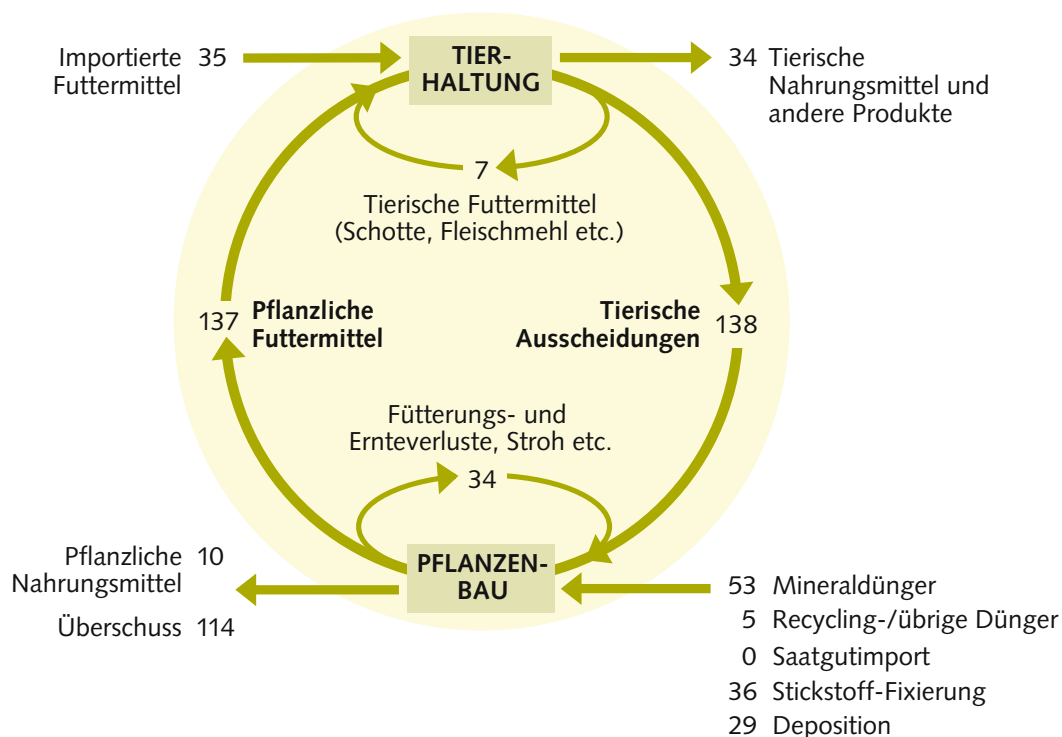 Importierte 35
Futtermittel
TIER-
HALTUNG
34 Tierische
Nahrungsmittel und
andere Produkte
7
Tierische Futtermittel
(Schotte, Fleischmehl etc.)
137 Pflanzliche
Futtermittel
Tierische 138
Ausscheidungen
Fütterungs- und
Ernteverluste, Stroh etc.
34
Pflanzliche 10
Nahrungsmittel
Überschuss 114
PFLANZEN-
BAU
53 Mineraldünger
5 Recycling-/übrige Dünger
0 Saatgutimport
36 Stickstoff-Fixierung
29 Deposition